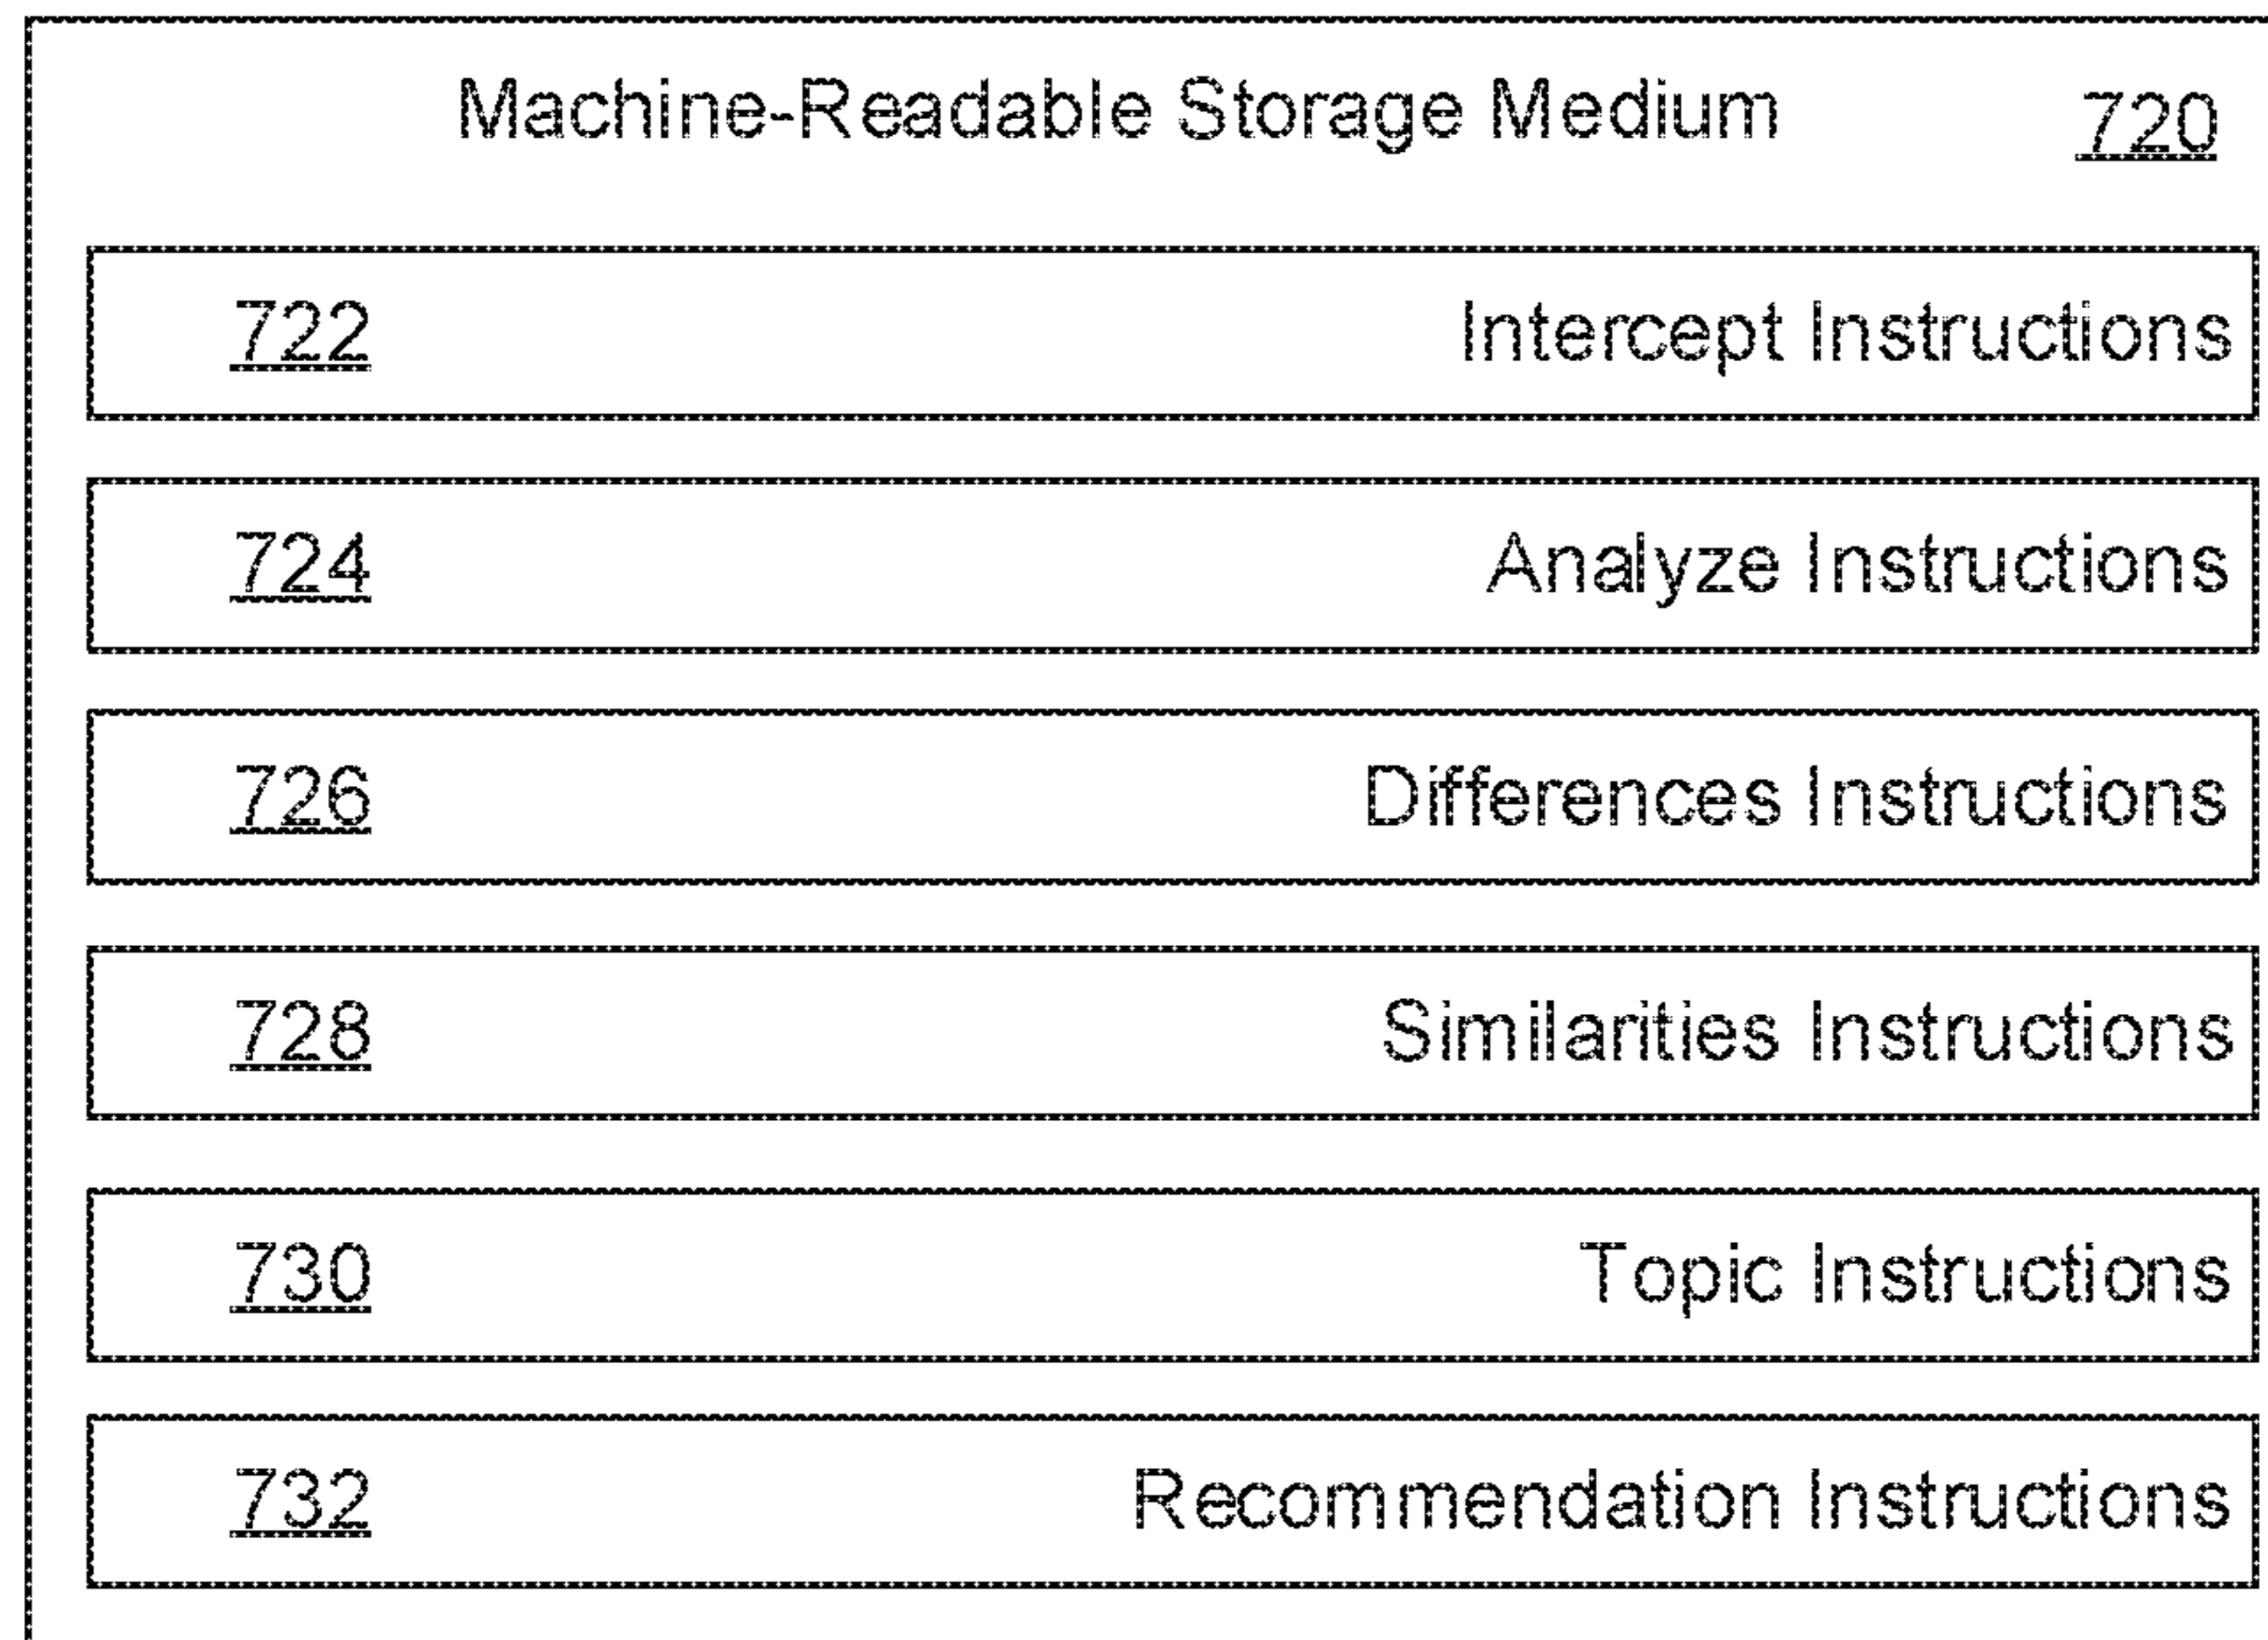 Machine-Readable Storage Medium 720
722 Intercept Instructions
724 Analyze Instructions
726 Differences Instructions
728 Similarities Instructions
730 Topic Instructions
732 Recommendation Instructions